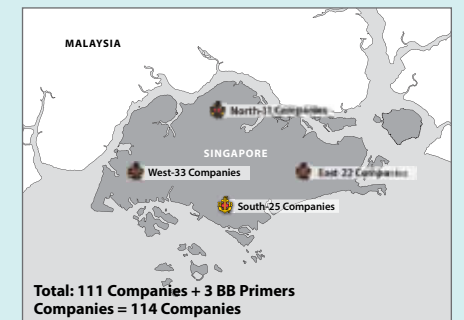 MALAYSIA
Companies
SINGAPORE
West-33 Companies
East-22 Companies
South-25 Companies
Total: 111 Companies + 3 BB Primers
Companies = 114 Companies